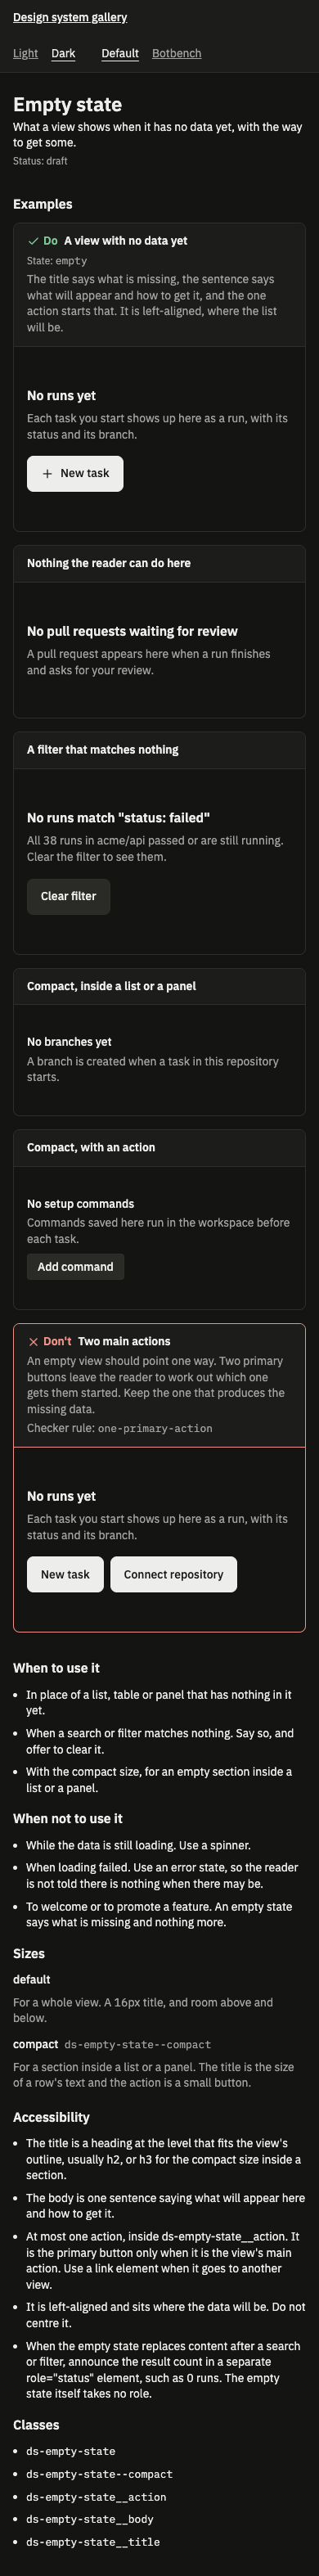 Design system gallery
Light Dark Default Botbench
Empty state
What a view shows when it has no data yet, with the way
to get some.
Status: draft
Examples
Do A view with no data yet
State: empty
The title says what is missing, the sentence says
what will appear and how to get it, and the one
action starts that. It is left-aligned, where the list
will be.
No runs yet
Each task you start shows up here as a run, with its
status and its branch.
New task
Nothing the reader can do here
No pull requests waiting for review
A pull request appears here when a run finishes
and asks for your review.
A filter that matches nothing
No runs match "status: failed"
All 38 runs in acme/api passed or are still running.
Clear the filter to see them.
Clear filter
Compact, inside a list or a panel
No branches yet
A branch is created when a task in this repository
starts.
Compact, with an action
No setup commands
Commands saved here run in the workspace before
each task.
Add command
Don't Two main actions
An empty view should point one way. Two primary
buttons leave the reader to work out which one
gets them started. Keep the one that produces the
missing data.
Checker rule: one-primary-action
No runs yet
Each task you start shows up here as a run, with its
status and its branch.
New task Connect repository
When to use it
• In place of a list, table or panel that has nothing in it
yet.
• When a search or filter matches nothing. Say so, and
offer to clear it.
• With the compact size, for an empty section inside a
list or a panel.
When not to use it
• While the data is still loading. Use a spinner.
• When loading failed. Use an error state, so the reader
is not told there is nothing when there may be.
• To welcome or to promote a feature. An empty state
says what is missing and nothing more.
Sizes
default
For a whole view. A 16px title, and room above and
below.
compact ds-empty-state--compact
For a section inside a list or a panel. The title is the size
of a row's text and the action is a small button.
Accessibility
• The title is a heading at the level that fits the view's
outline, usually h2, or h3 for the compact size inside a
section.
• The body is one sentence saying what will appear here
and how to get it.
• At most one action, inside ds-empty-state__action. It
is the primary button only when it is the view's main
action. Use a link element when it goes to another
view.
• It is left-aligned and sits where the data will be. Do not
centre it.
• When the empty state replaces content after a search
or filter, announce the result count in a separate
role="status" element, such as 0 runs. The empty
state itself takes no role.
Classes
• ds-empty-state
• ds-empty-state--compact
• ds-empty-state__action
• ds-empty-state__body
• ds-empty-state__title